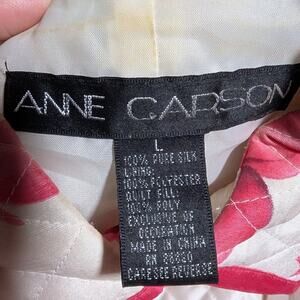 ANNE CARSON
L
100% PURE SILK
LINING:
100% POLYESTER
QUILT FILL:
100% POLY
EXCLUSIVE OF
DECORATION
MADE IN CHINA
RN 88820
CARE SEE REVERSE